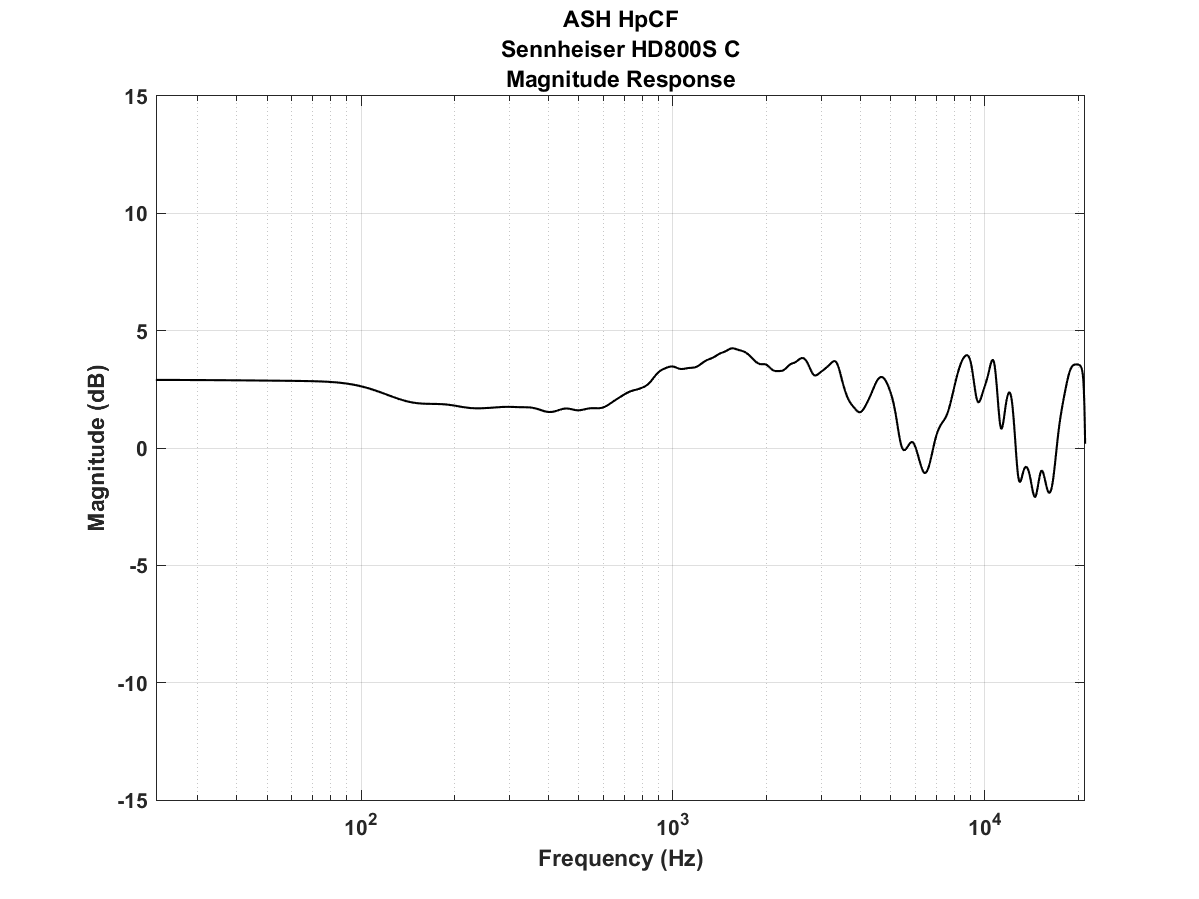 ASH HpCF
Sennheiser HD800S C
Magnitude Response
15
10
5
0
-5
-10
-15
Magnitude (dB)
10²
10³
10⁴
Frequency (Hz)